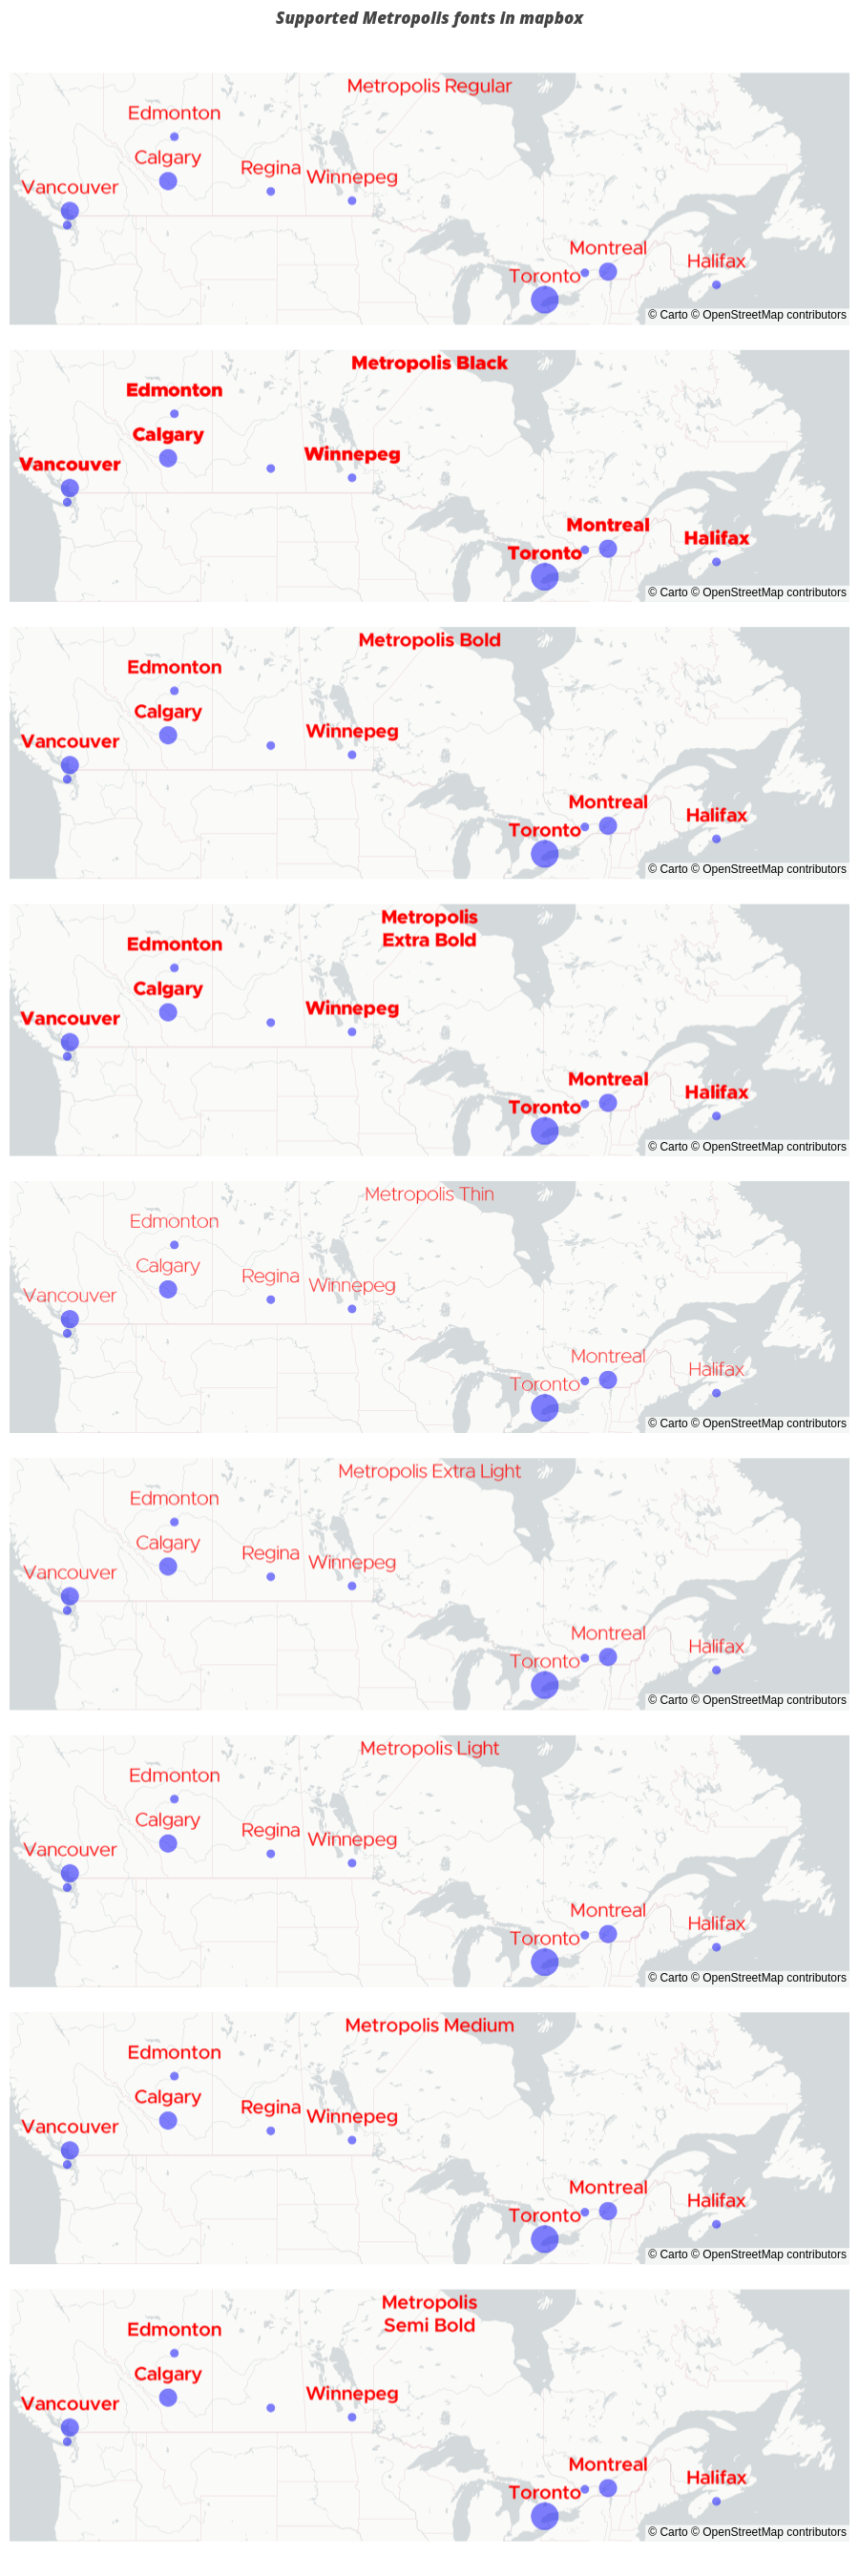 Supported Metropolis fonts in mapbox
Metropolis Regular
Edmonton
Calgary
Regina
Winnepeg
Vancouver
Montreal
Halifax
Toronto
© Carto © OpenStreetMap contributors
Metropolis Black
Edmonton
Calgary
Winnepeg
Vancouver
Montreal
Halifax
Toronto
© Carto © OpenStreetMap contributors
Metropolis Bold
Edmonton
Calgary
Winnepeg
Vancouver
Montreal
Halifax
Toronto
© Carto © OpenStreetMap contributors
Metropolis
Extra Bold
Edmonton
Calgary
Winnepeg
Vancouver
Montreal
Halifax
Toronto
© Carto © OpenStreetMap contributors
Metropolis Thin
Edmonton
Calgary
Regina
Winnepeg
Vancouver
Montreal
Halifax
Toronto
© Carto © OpenStreetMap contributors
Metropolis Extra Light
Edmonton
Calgary
Regina
Winnepeg
Vancouver
Montreal
Halifax
Toronto
© Carto © OpenStreetMap contributors
Metropolis Light
Edmonton
Calgary
Regina
Winnepeg
Vancouver
Montreal
Halifax
Toronto
© Carto © OpenStreetMap contributors
Metropolis Medium
Edmonton
Calgary
Regina
Winnepeg
Vancouver
Montreal
Halifax
Toronto
© Carto © OpenStreetMap contributors
Metropolis
Semi Bold
Edmonton
Calgary
Winnepeg
Vancouver
Montreal
Halifax
Toronto
© Carto © OpenStreetMap contributors